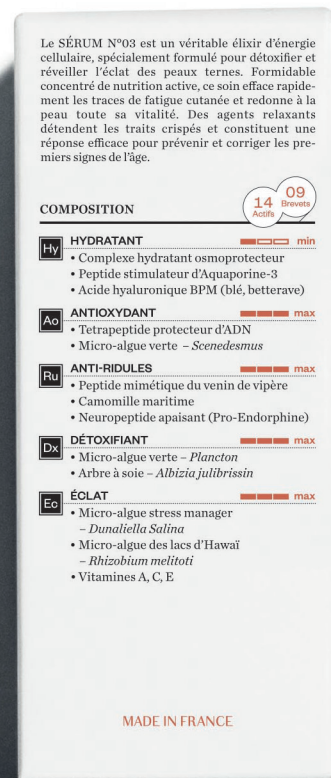 Le SÉRUM N°03 est un véritable élixir d'énergie
cellulaire, spécialement formulé pour détoxifier et
réveiller l'éclat des peaux ternes. Formidable
concentré de nutrition active, ce soin efface rapide-
ment les traces de fatigue cutanée et redonne à la
peau toute sa vitalité. Des agents relaxants
détendent les traits crispés et constituent une
réponse efficace pour prévenir et corriger les pre-
miers signes de l'âge.
COMPOSITION
14
Actifs
09
Brevets
Hy HYDRATANT min
• Complexe hydratant osmoprotecteur
• Peptide stimulateur d'Aquaporine-3
• Acide hyaluronique BPM (blé, betterave)
Ao ANTIOXYDANT max
• Tetrapeptide protecteur d'ADN
• Micro-algue verte – Scenedesmus
Ru ANTI-RIDULES max
• Peptide mimétique du venin de vipère
• Camomille maritime
• Neuropeptide apaisant (Pro-Endorphine)
Dx DÉTOXIFIANT max
• Micro-algue verte – Plancton
• Arbre à soie – Albizia julibrissin
Ec ÉCLAT max
• Micro-algue stress manager
– Dunaliella Salina
• Micro-algue des lacs d'Hawaï
– Rhizobium melitoti
• Vitamines A, C, E
MADE IN FRANCE